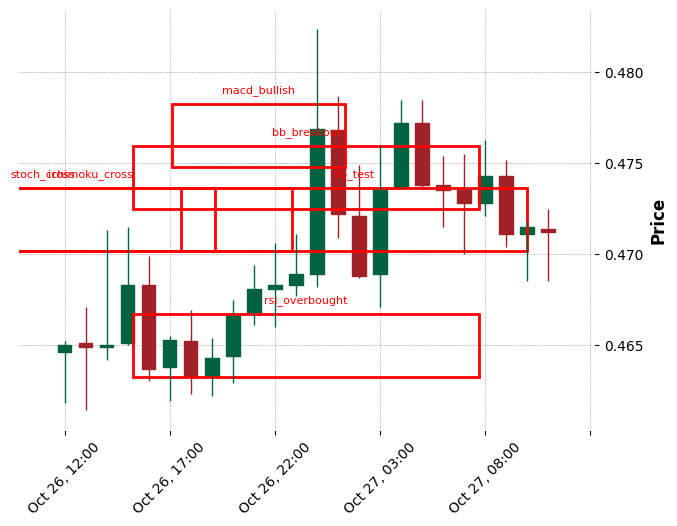 0.480
macd_bullish
bb_breakout
0.475
stoch_cross
ichimoku_cross
_test
0.470
Price
rsi_overbought
0.465
Oct 26, 12:00
Oct 26, 17:00
Oct 26, 22:00
Oct 27, 03:00
Oct 27, 08:00